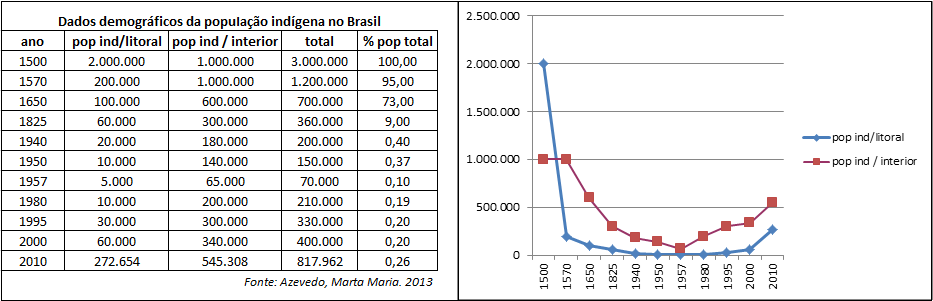 Dados demográficos da população indígena no Brasil
ano pop ind/litoral pop ind / interior total % pop total
1500 2.000.000 1.000.000 3.000.000 100,00
1570 200.000 1.000.000 1.200.000 95,00
1650 100.000 600.000 700.000 73,00
1825 60.000 300.000 360.000 9,00
1940 20.000 180.000 200.000 0,40
1950 10.000 140.000 150.000 0,37
1957 5.000 65.000 70.000 0,10
1980 10.000 200.000 210.000 0,19
1995 30.000 300.000 330.000 0,20
2000 60.000 340.000 400.000 0,20
2010 272.654 545.308 817.962 0,26
Fonte: Azevedo, Marta Maria. 2013
2.500.000
2.000.000
1.500.000
1.000.000
500.000
0
1500 1570 1650 1825 1940 1950 1957 1980 1995 2000 2010
pop ind/litoral
pop ind / interior